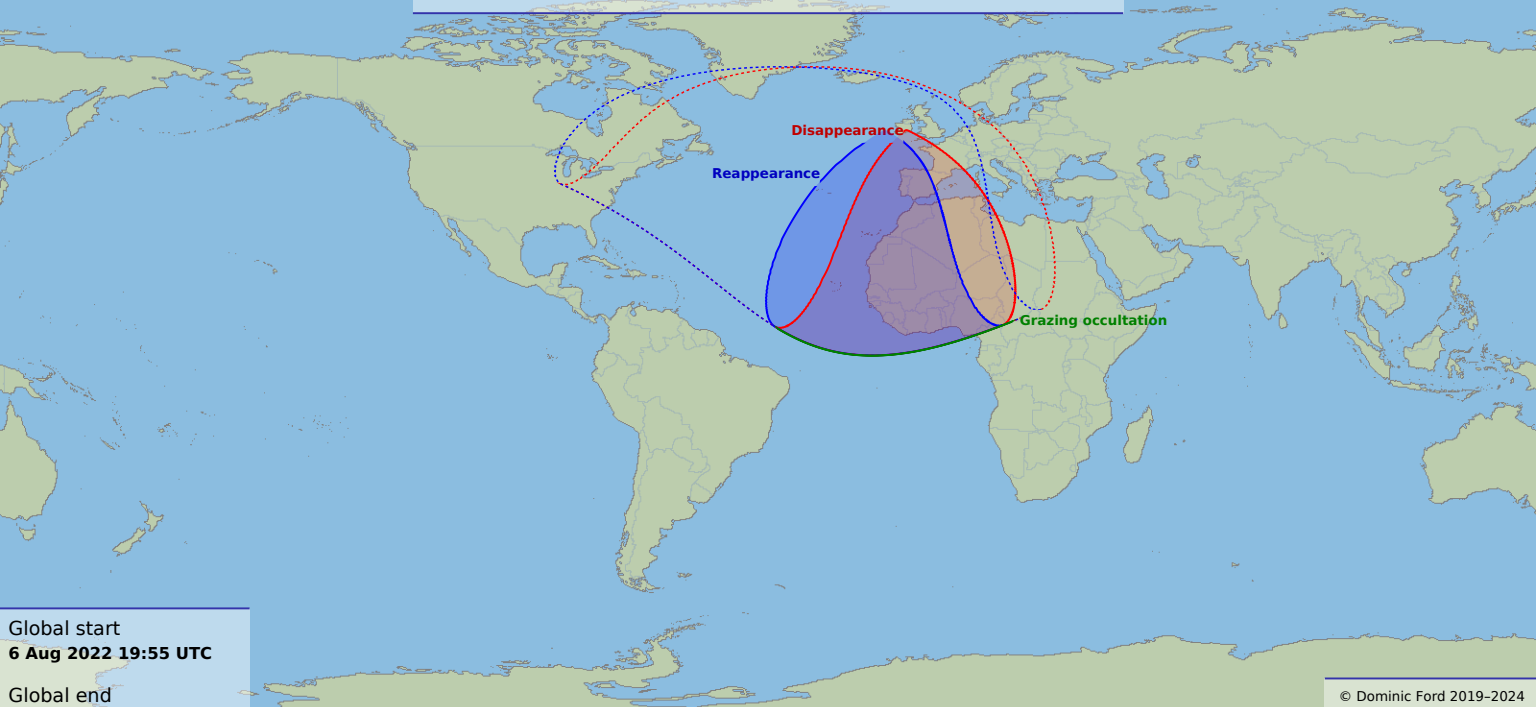 Disappearance
Reappearance
Grazing occultation
Global start
6 Aug 2022 19:55 UTC
Global end
© Dominic Ford 2019–2024